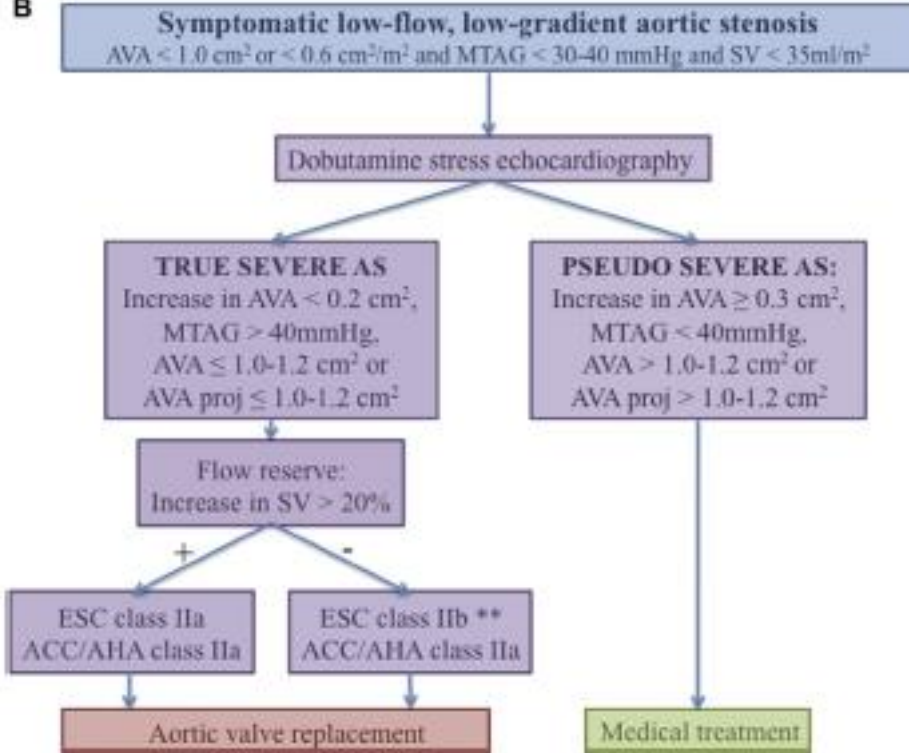 B
Symptomatic low-flow, low-gradient aortic stenosis
AVA < 1.0 cm² or < 0.6 cm²/m² and MTAG < 30-40 mmHg and SV < 35ml/m²
Dobutamine stress echocardiography
TRUE SEVERE AS
Increase in AVA < 0.2 cm²,
MTAG > 40mmHg,
AVA ≤ 1.0-1.2 cm² or
AVA proj ≤ 1.0-1.2 cm²
PSEUDO SEVERE AS:
Increase in AVA ≥ 0.3 cm²,
MTAG < 40mmHg,
AVA > 1.0-1.2 cm² or
AVA proj > 1.0-1.2 cm²
Flow reserve:
Increase in SV > 20%
+
-
ESC class IIa
ACC/AHA class IIa
ESC class IIb **
ACC/AHA class IIa
Aortic valve replacement
Medical treatment